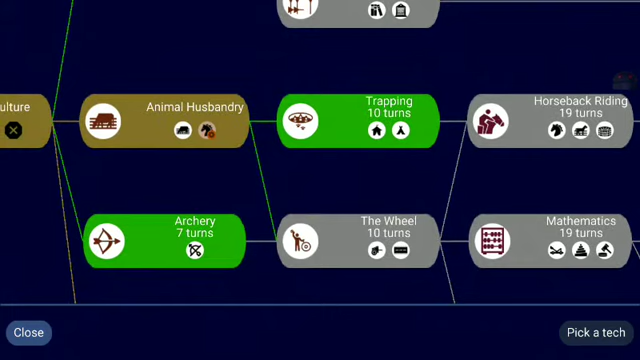 ulture
Animal Husbandry
Trapping
10 turns
Horseback Riding
19 turns
Archery
7 turns
The Wheel
10 turns
Mathematics
19 turns
Close
Pick a tech